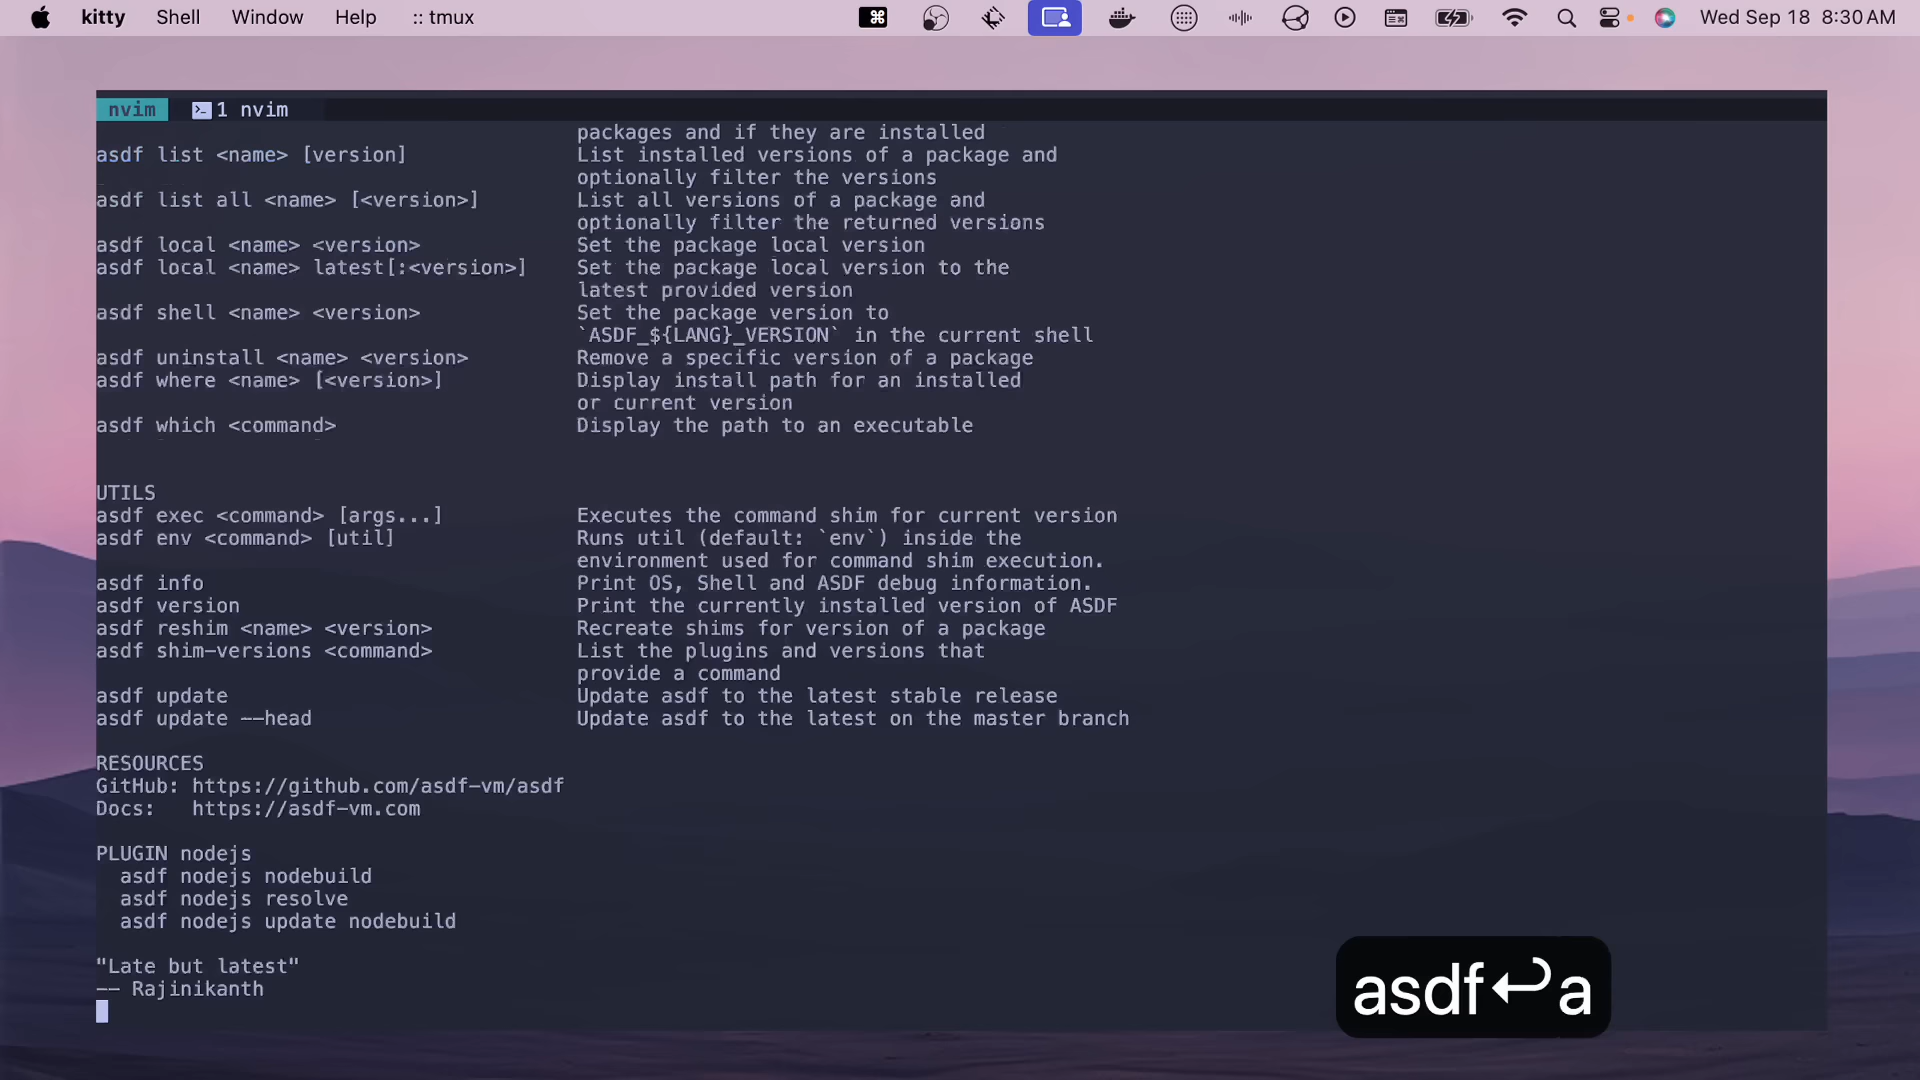 kitty Shell Window Help :: tmux Wed Sep 18 8:30 AM
nvim 1 nvim
packages and if they are installed
asdf list <name> [version] List installed versions of a package and
optionally filter the versions
asdf list all <name> [<version>] List all versions of a package and
optionally filter the returned versions
asdf local <name> <version> Set the package local version
asdf local <name> latest[:<version>] Set the package local version to the
latest provided version
asdf shell <name> <version> Set the package version to
`ASDF_${LANG}_VERSION` in the current shell
asdf uninstall <name> <version> Remove a specific version of a package
asdf where <name> [<version>] Display install path for an installed
or current version
asdf which <command> Display the path to an executable
UTILS
asdf exec <command> [args...] Executes the command shim for current version
asdf env <command> [util] Runs util (default: `env`) inside the
environment used for command shim execution.
asdf info Print OS, Shell and ASDF debug information.
asdf version Print the currently installed version of ASDF
asdf reshim <name> <version> Recreate shims for version of a package
asdf shim-versions <command> List the plugins and versions that
provide a command
asdf update Update asdf to the latest stable release
asdf update --head Update asdf to the latest on the master branch
RESOURCES
GitHub: https://github.com/asdf-vm/asdf
Docs: https://asdf-vm.com
PLUGIN nodejs
asdf nodejs nodebuild
asdf nodejs resolve
asdf nodejs update nodebuild
"Late but latest"
-- Rajinikanth
asdf↩a